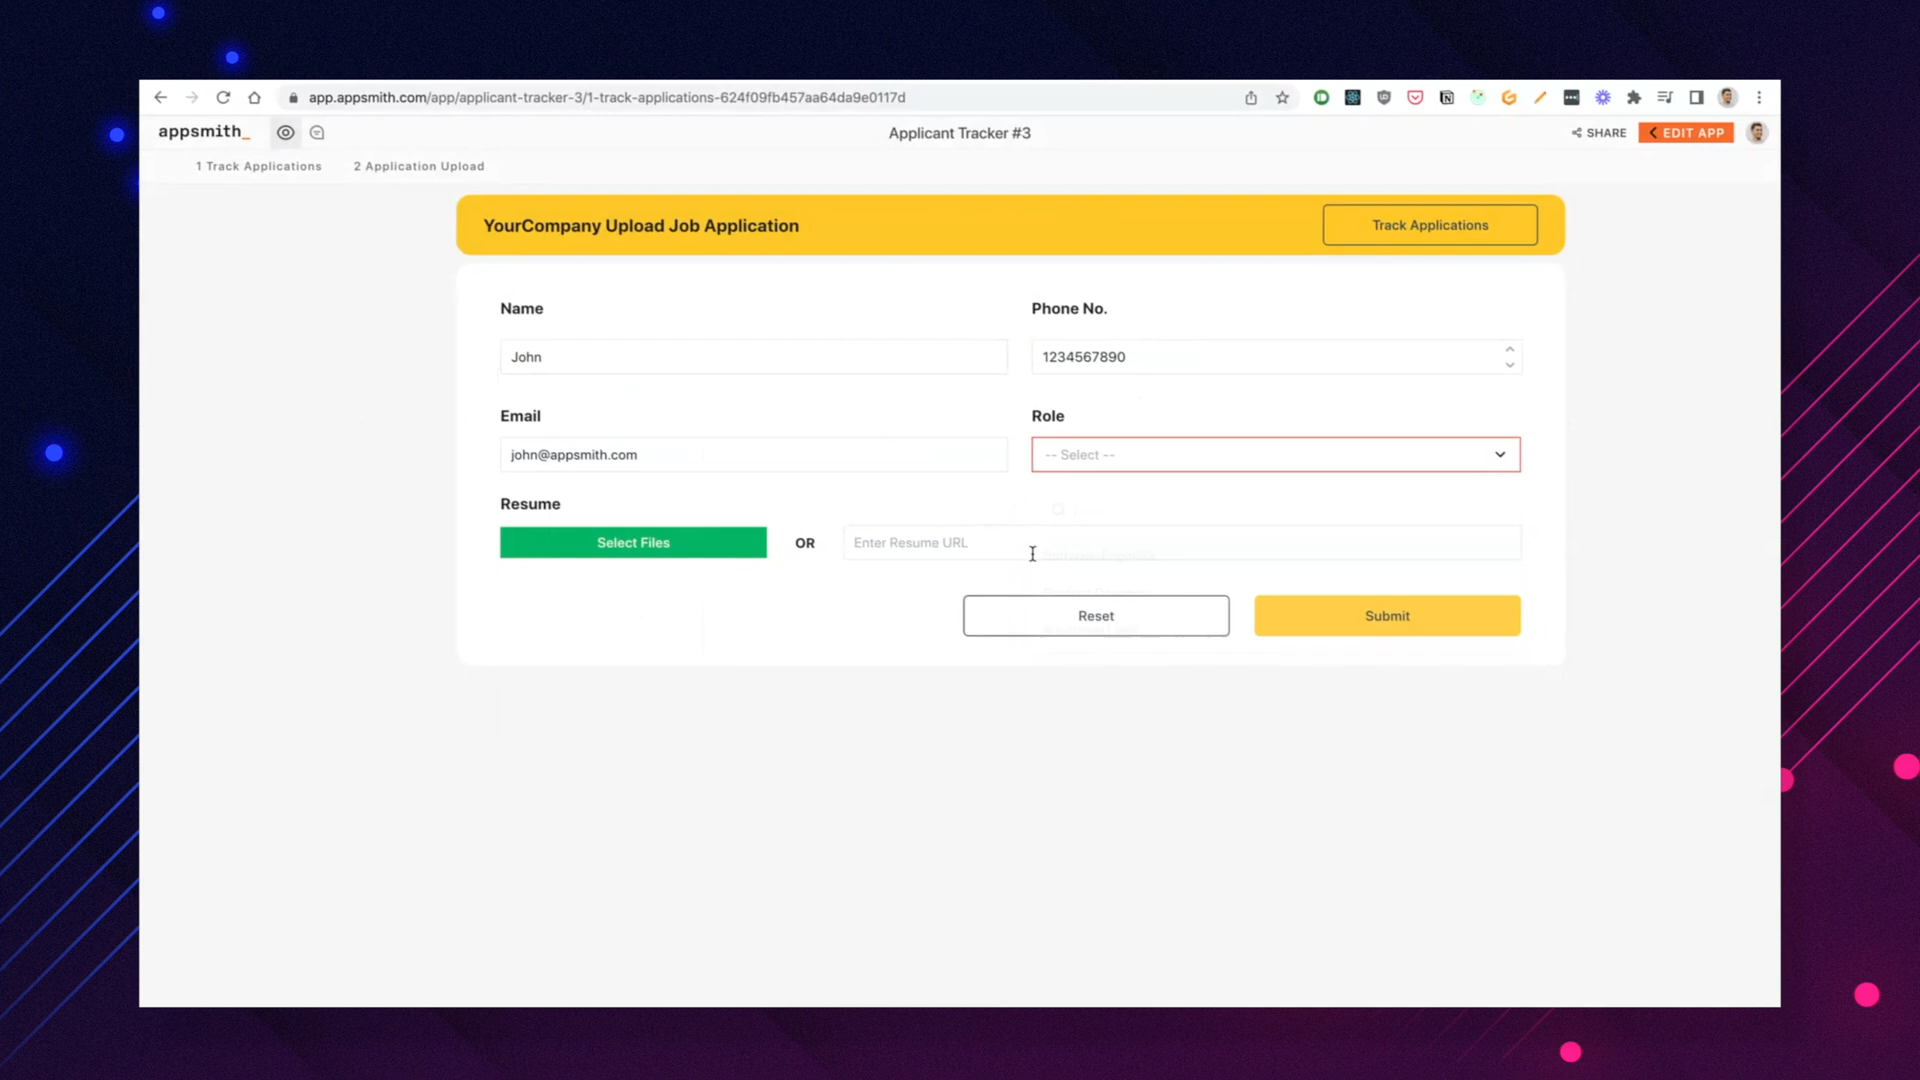 app.appsmith.com/app/applicant-tracker-3/1-track-applications-624f09fb457aa64da9e0117d
appsmith_
Applicant Tracker #3
SHARE
EDIT APP
1 Track Applications
2 Application Upload
YourCompany Upload Job Application
Track Applications
Name
Phone No.
John
1234567890
Email
Role
john@appsmith.com
-- Select --
Resume
Select Files
OR
Enter Resume URL
Reset
Submit